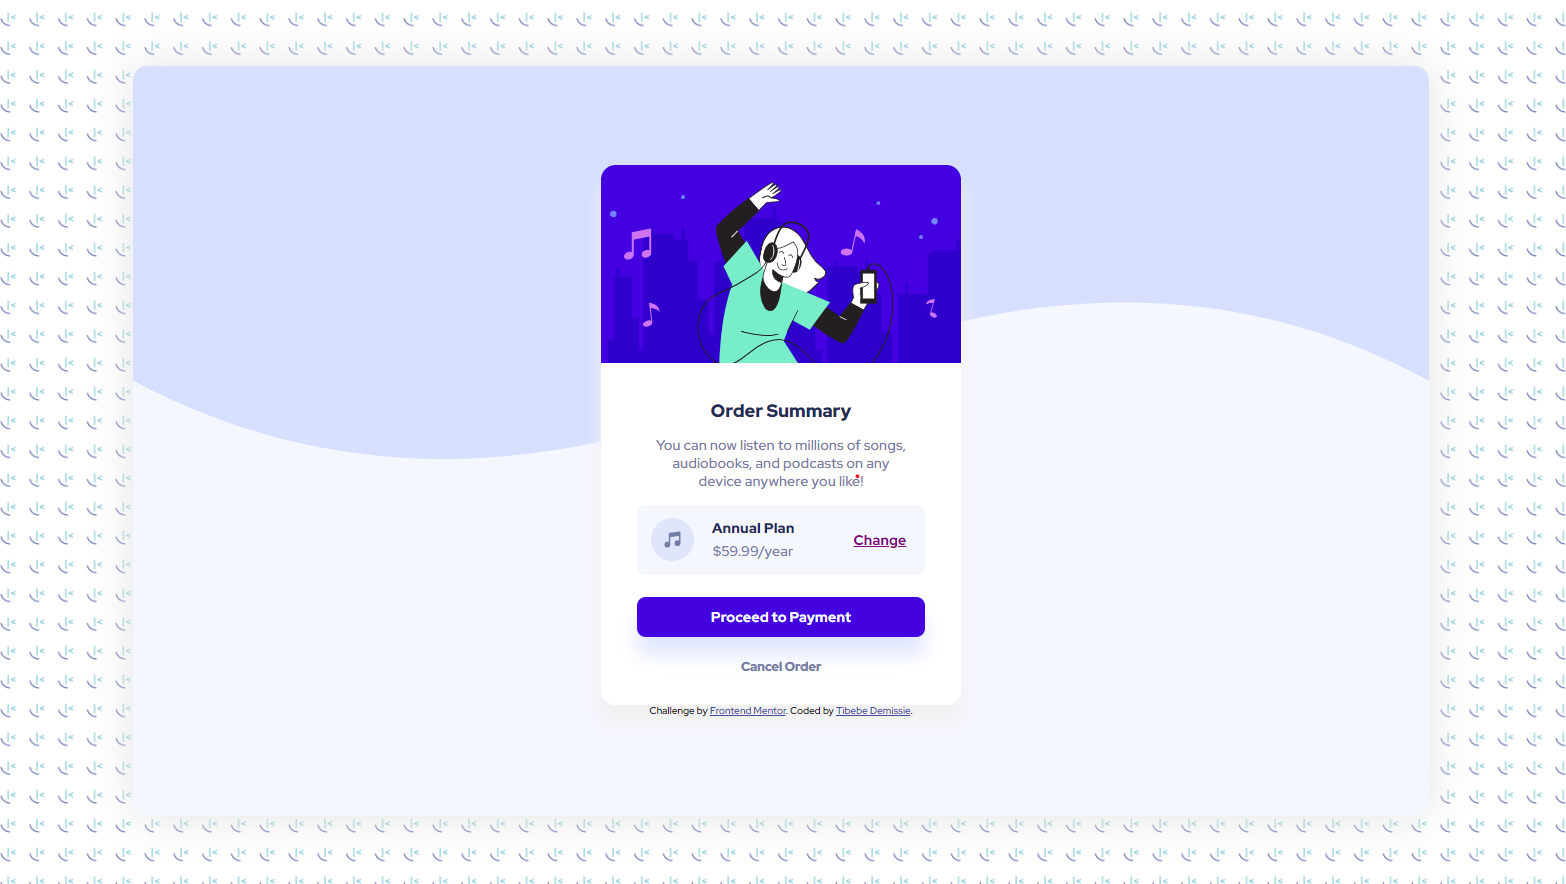 Order Summary
You can now listen to millions of songs,
audiobooks, and podcasts on any
device anywhere you like!
Annual Plan
$59.99/year
Change
Proceed to Payment
Cancel Order
Challenge by Frontend Mentor. Coded by Tibebe Demissie.